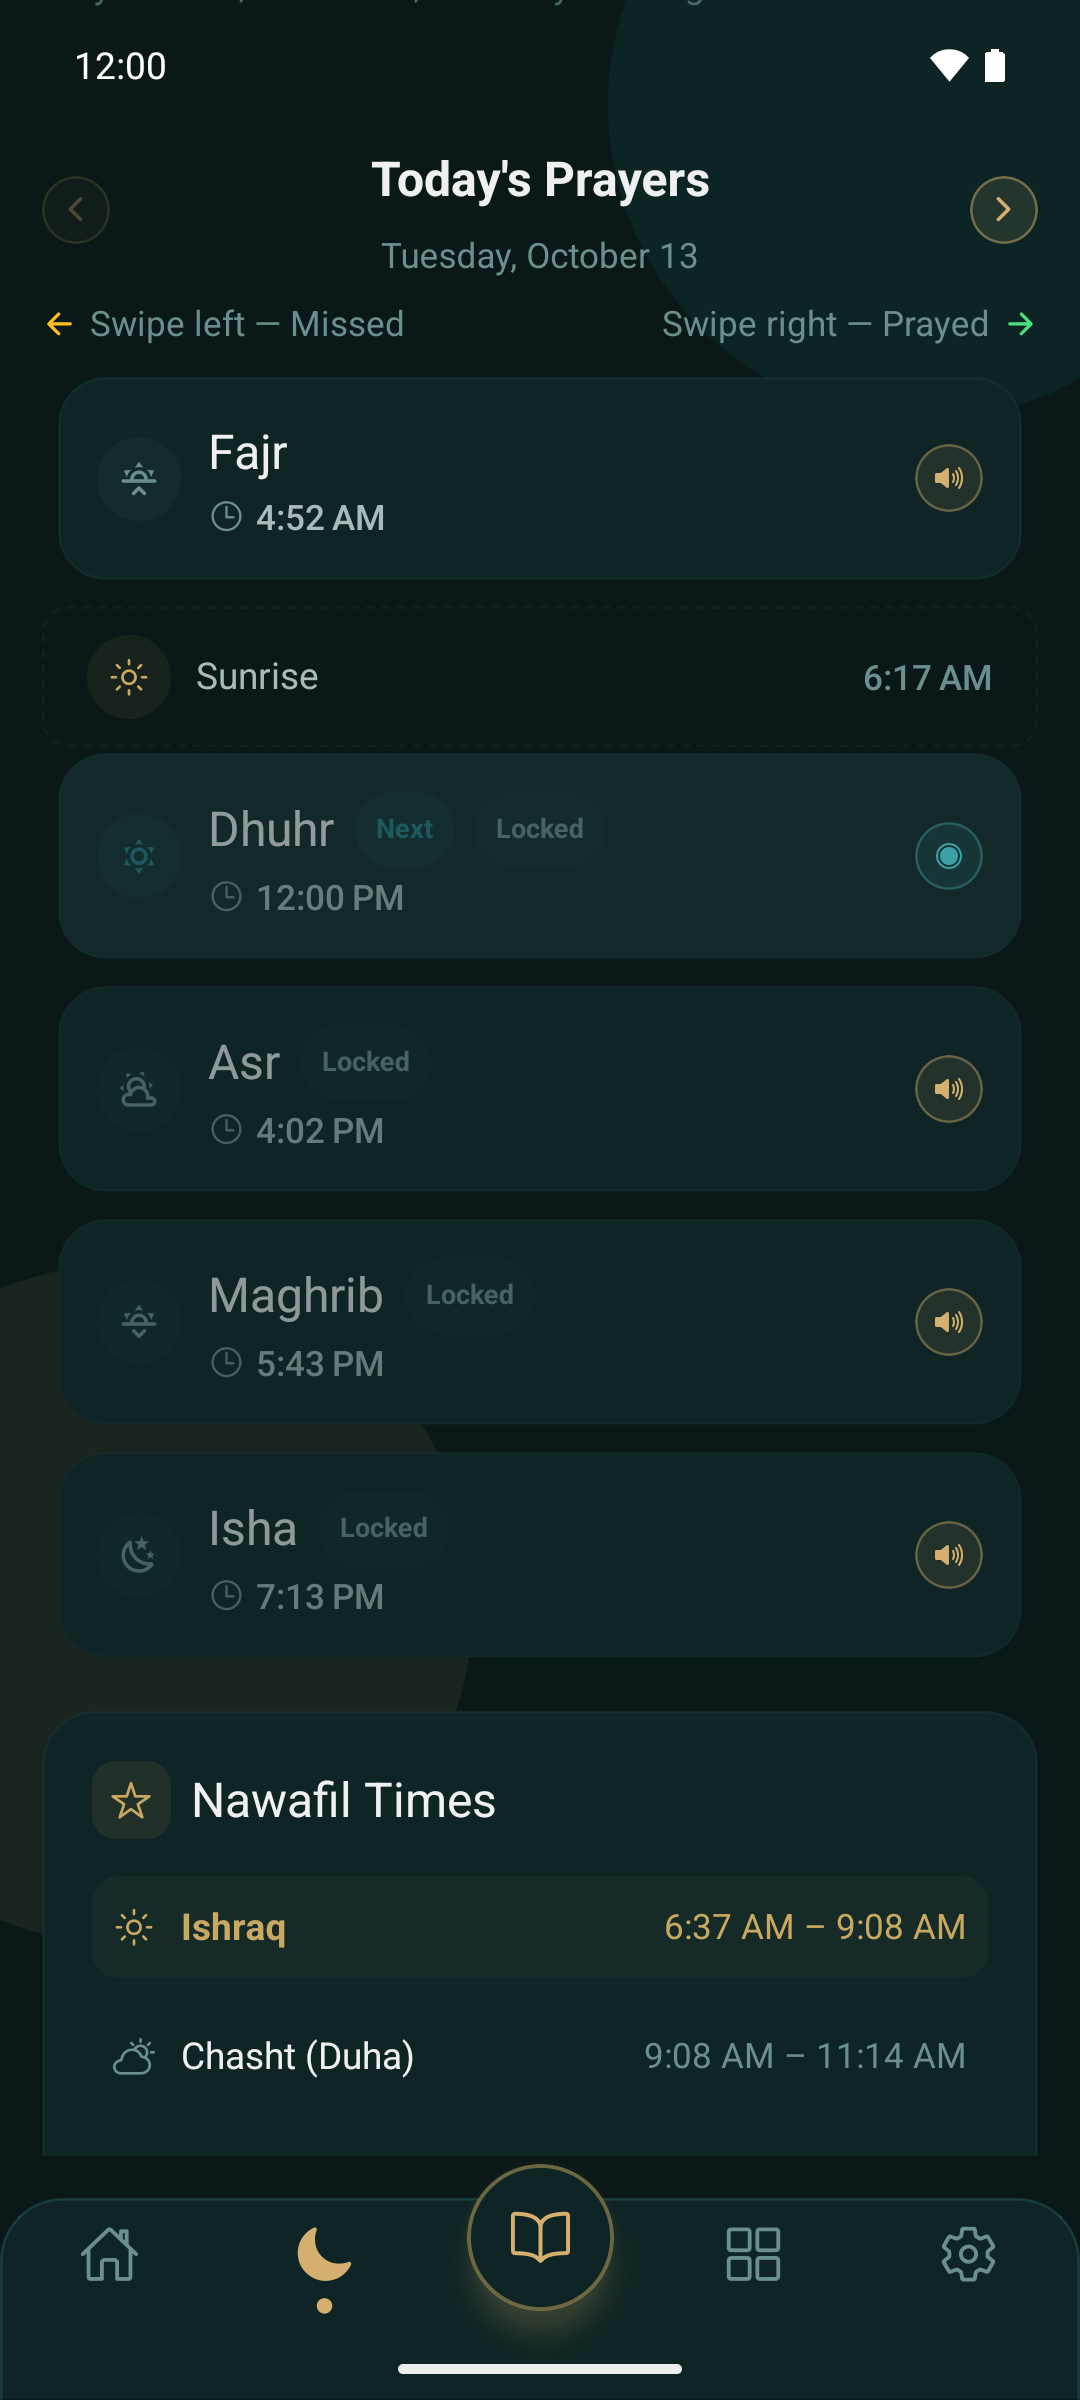 12:00
Today's Prayers
Tuesday, October 13
Swipe left — Missed
Swipe right — Prayed
Fajr
4:52 AM
Sunrise
6:17 AM
Dhuhr Next Locked
12:00 PM
Asr Locked
4:02 PM
Maghrib Locked
5:43 PM
Isha Locked
7:13 PM
Nawafil Times
Ishraq 6:37 AM – 9:08 AM
Chasht (Duha) 9:08 AM – 11:14 AM